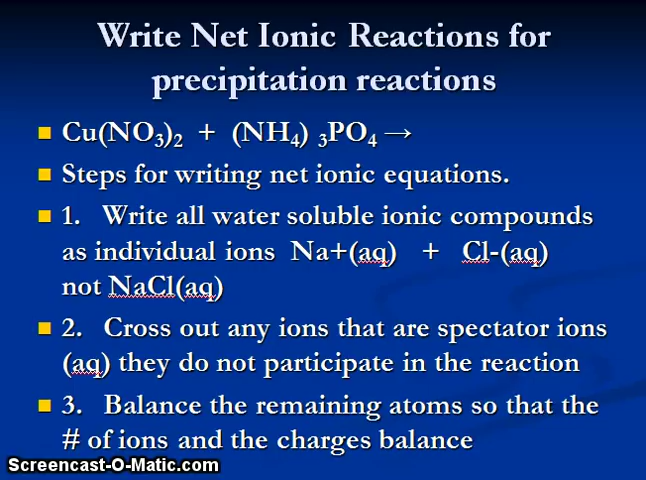 Write Net Ionic Reactions for
precipitation reactions
Cu(NO₃)₂ + (NH₄) ₃PO₄ →
Steps for writing net ionic equations.
1. Write all water soluble ionic compounds
as individual ions Na+(aq) + Cl-(aq)
not NaCl(aq)
2. Cross out any ions that are spectator ions
(aq) they do not participate in the reaction
3. Balance the remaining atoms so that the
# of ions and the charges balance
Screencast-O-Matic.com